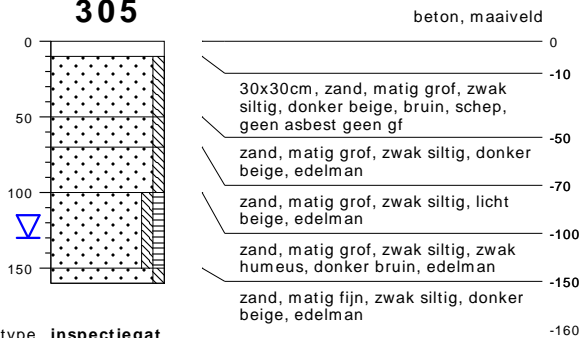 305
beton, maaiveld
0
0
-10
30x30cm, zand, matig grof, zwak
siltig, donker beige, bruin, schep,
geen asbest geen gf
50
-50
zand, matig grof, zwak siltig, donker
beige, edelman
-70
zand, matig grof, zwak siltig, licht
beige, edelman
100
-100
zand, matig grof, zwak siltig, zwak
humeus, donker bruin, edelman
150
-150
zand, matig fijn, zwak siltig, donker
beige, edelman
-160
type inspectiegat